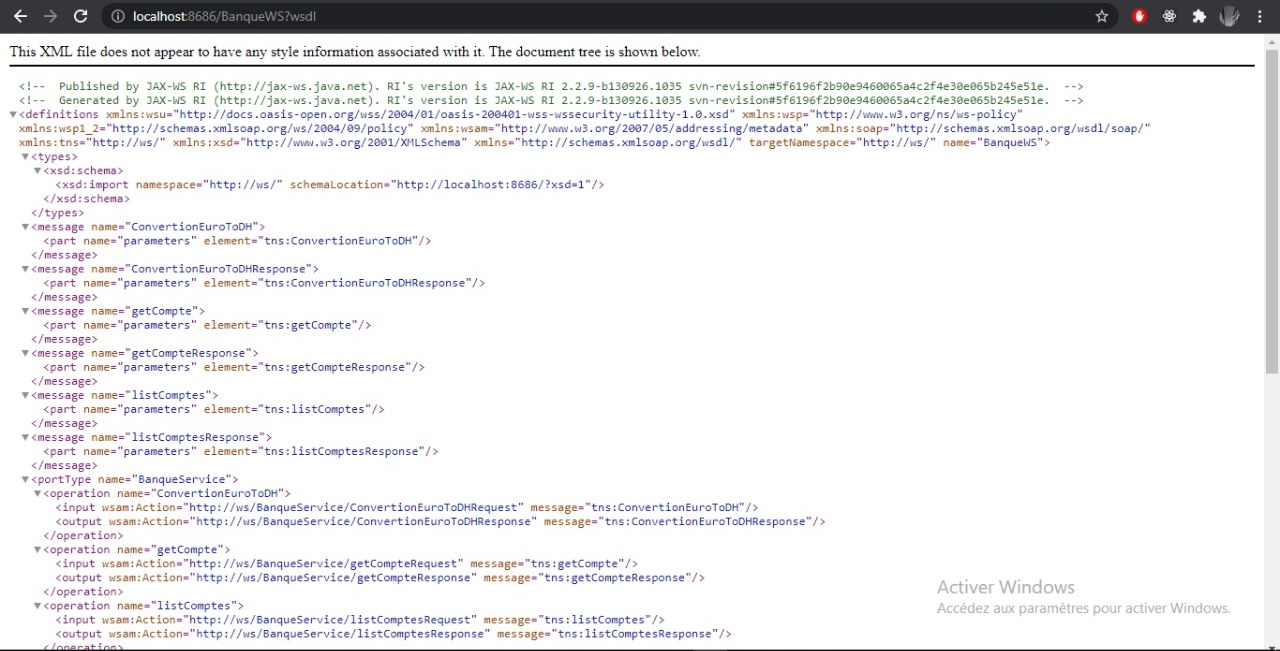 localhost:8686/BanqueWS?wsdl
This XML file does not appear to have any style information associated with it. The document tree is shown below.
<!-- Published by JAX-WS RI (http://jax-ws.java.net). RI's version is JAX-WS RI 2.2.9-b130926.1035 svn-revision#5f6196f2b90e9460065a4c2f4e30e065b245e51e. -->
<!-- Generated by JAX-WS RI (http://jax-ws.java.net). RI's version is JAX-WS RI 2.2.9-b130926.1035 svn-revision#5f6196f2b90e9460065a4c2f4e30e065b245e51e. -->
▼<definitions xmlns:wsu="http://docs.oasis-open.org/wss/2004/01/oasis-200401-wss-wssecurity-utility-1.0.xsd" xmlns:wsp="http://www.w3.org/ns/ws-policy"
xmlns:wsp1_2="http://schemas.xmlsoap.org/ws/2004/09/policy" xmlns:wsam="http://www.w3.org/2007/05/addressing/metadata" xmlns:soap="http://schemas.xmlsoap.org/wsdl/soap/"
xmlns:tns="http://ws/" xmlns:xsd="http://www.w3.org/2001/XMLSchema" xmlns="http://schemas.xmlsoap.org/wsdl/" targetNamespace="http://ws/" name="BanqueWS">
▼<types>
▼<xsd:schema>
<xsd:import namespace="http://ws/" schemaLocation="http://localhost:8686/?xsd=1"/>
</xsd:schema>
</types>
▼<message name="ConvertionEuroToDH">
<part name="parameters" element="tns:ConvertionEuroToDH"/>
</message>
▼<message name="ConvertionEuroToDHResponse">
<part name="parameters" element="tns:ConvertionEuroToDHResponse"/>
</message>
▼<message name="getCompte">
<part name="parameters" element="tns:getCompte"/>
</message>
▼<message name="getCompteResponse">
<part name="parameters" element="tns:getCompteResponse"/>
</message>
▼<message name="listComptes">
<part name="parameters" element="tns:listComptes"/>
</message>
▼<message name="listComptesResponse">
<part name="parameters" element="tns:listComptesResponse"/>
</message>
▼<portType name="BanqueService">
▼<operation name="ConvertionEuroToDH">
<input wsam:Action="http://ws/BanqueService/ConvertionEuroToDHRequest" message="tns:ConvertionEuroToDH"/>
<output wsam:Action="http://ws/BanqueService/ConvertionEuroToDHResponse" message="tns:ConvertionEuroToDHResponse"/>
</operation>
▼<operation name="getCompte">
<input wsam:Action="http://ws/BanqueService/getCompteRequest" message="tns:getCompte"/>
<output wsam:Action="http://ws/BanqueService/getCompteResponse" message="tns:getCompteResponse"/>
</operation>
▼<operation name="listComptes">
<input wsam:Action="http://ws/BanqueService/listComptesRequest" message="tns:listComptes"/>
<output wsam:Action="http://ws/BanqueService/listComptesResponse" message="tns:listComptesResponse"/>
</operation>
Activer Windows
Accédez aux paramètres pour activer Windows.